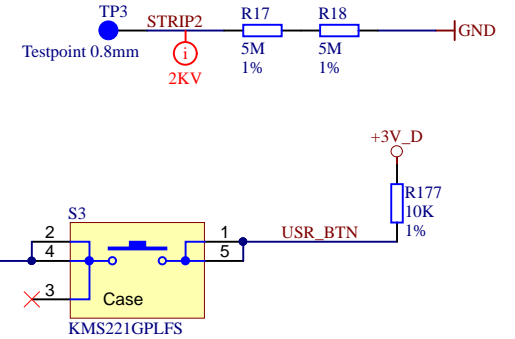 TP3
STRIP2
R17
R18
GND
Testpoint 0.8mm
i
2KV
5M
1%
5M
1%
+3V_D
R177
10K
1%
S3
2
4
3
1
5
USR_BTN
Case
KMS221GPLFS